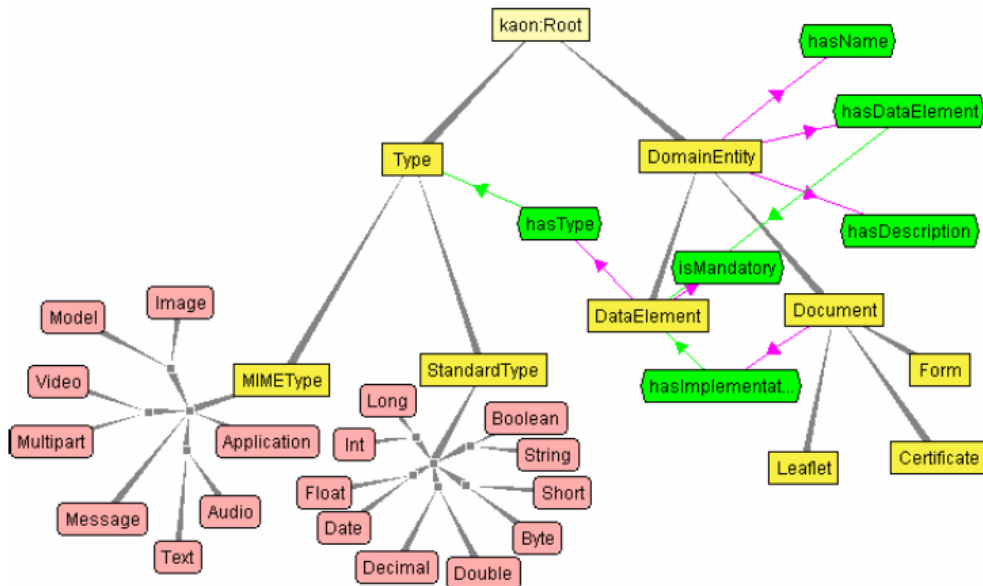 kaon:Root
hasName
hasDataElement
Type
DomainEntity
hasType
hasDescription
isMandatory
Image
Model
DataElement
Document
Video
MIMEType
StandardType
Form
hasImplementat...
Long
Boolean
Multipart
Application
Int
String
Certificate
Leaflet
Float
Short
Message
Audio
Date
Byte
Text
Decimal
Double